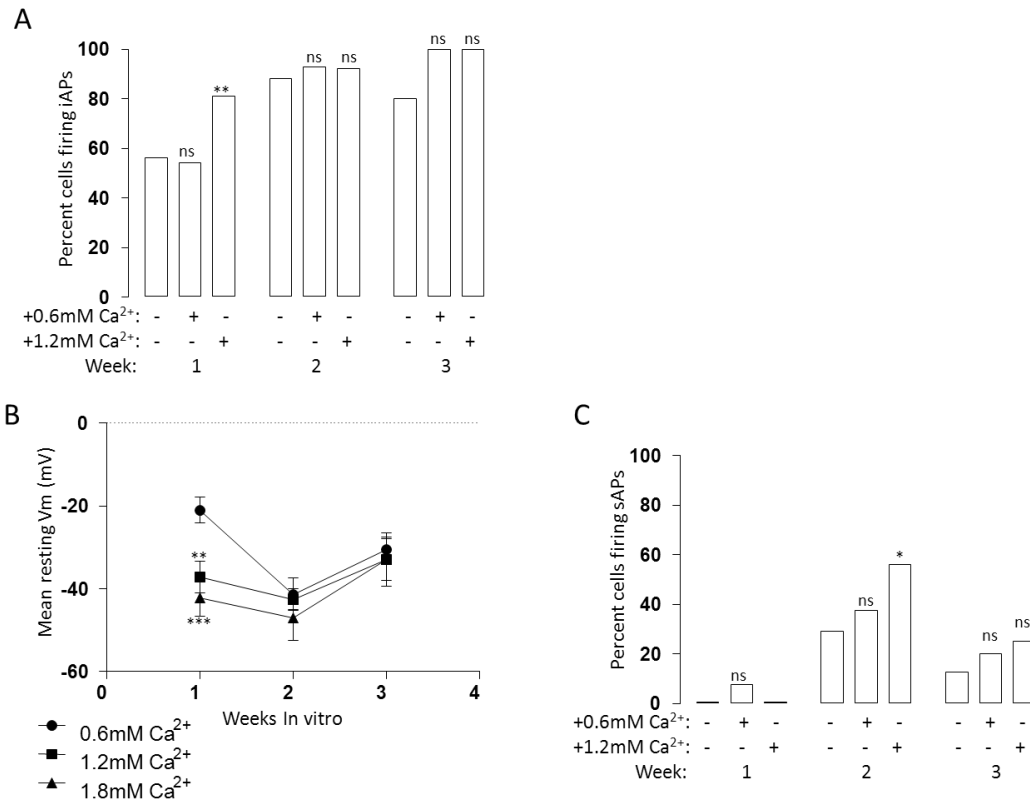 A
Percent cells firing iAPs
100
80
60
40
20
0
ns
**
ns
ns
ns
ns
+0.6mM Ca²⁺: - + - - + - - + -
+1.2mM Ca²⁺: - - + - - + - - +
Week: 1 2 3
B
Mean resting Vm (mV)
0
-20
-40
-60
**
***
0 1 2 3 4
Weeks In vitro
0.6mM Ca²⁺
1.2mM Ca²⁺
1.8mM Ca²⁺
C
Percent cells firing sAPs
100
80
60
40
20
0
ns
ns
*
ns
ns
+0.6mM Ca²⁺: - + - - + - - + -
+1.2mM Ca²⁺: - - + - - + - - +
Week: 1 2 3